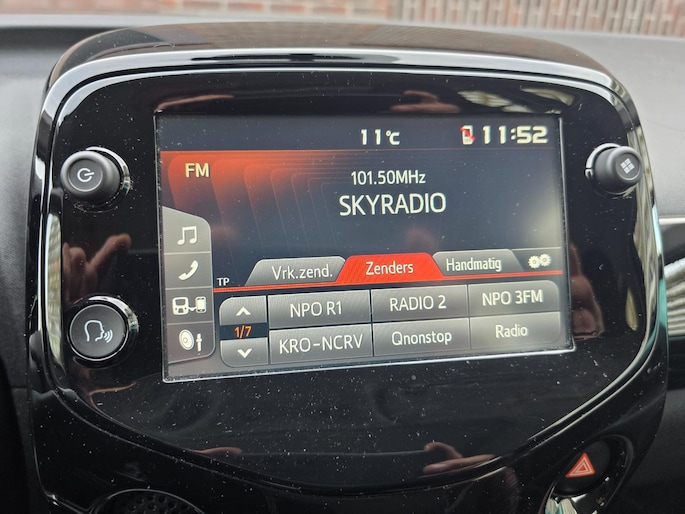 11°C
11:52
FM
101.50MHz
SKYRADIO
TP
Vrk.zend.
Zenders
Handmatig
1/7
NPO R1
RADIO 2
NPO 3FM
KRO-NCRV
Qnonstop
Radio